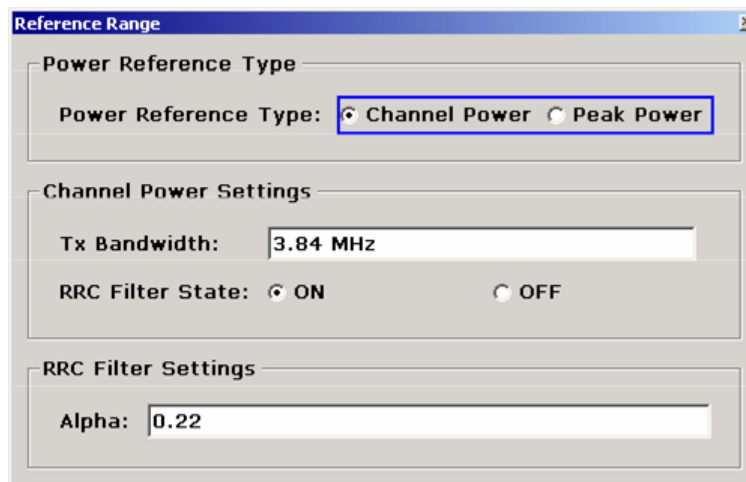 Reference Range
Power Reference Type
Power Reference Type: Channel Power Peak Power
Channel Power Settings
Tx Bandwidth: 3.84 MHz
RRC Filter State: ON OFF
RRC Filter Settings
Alpha: 0.22